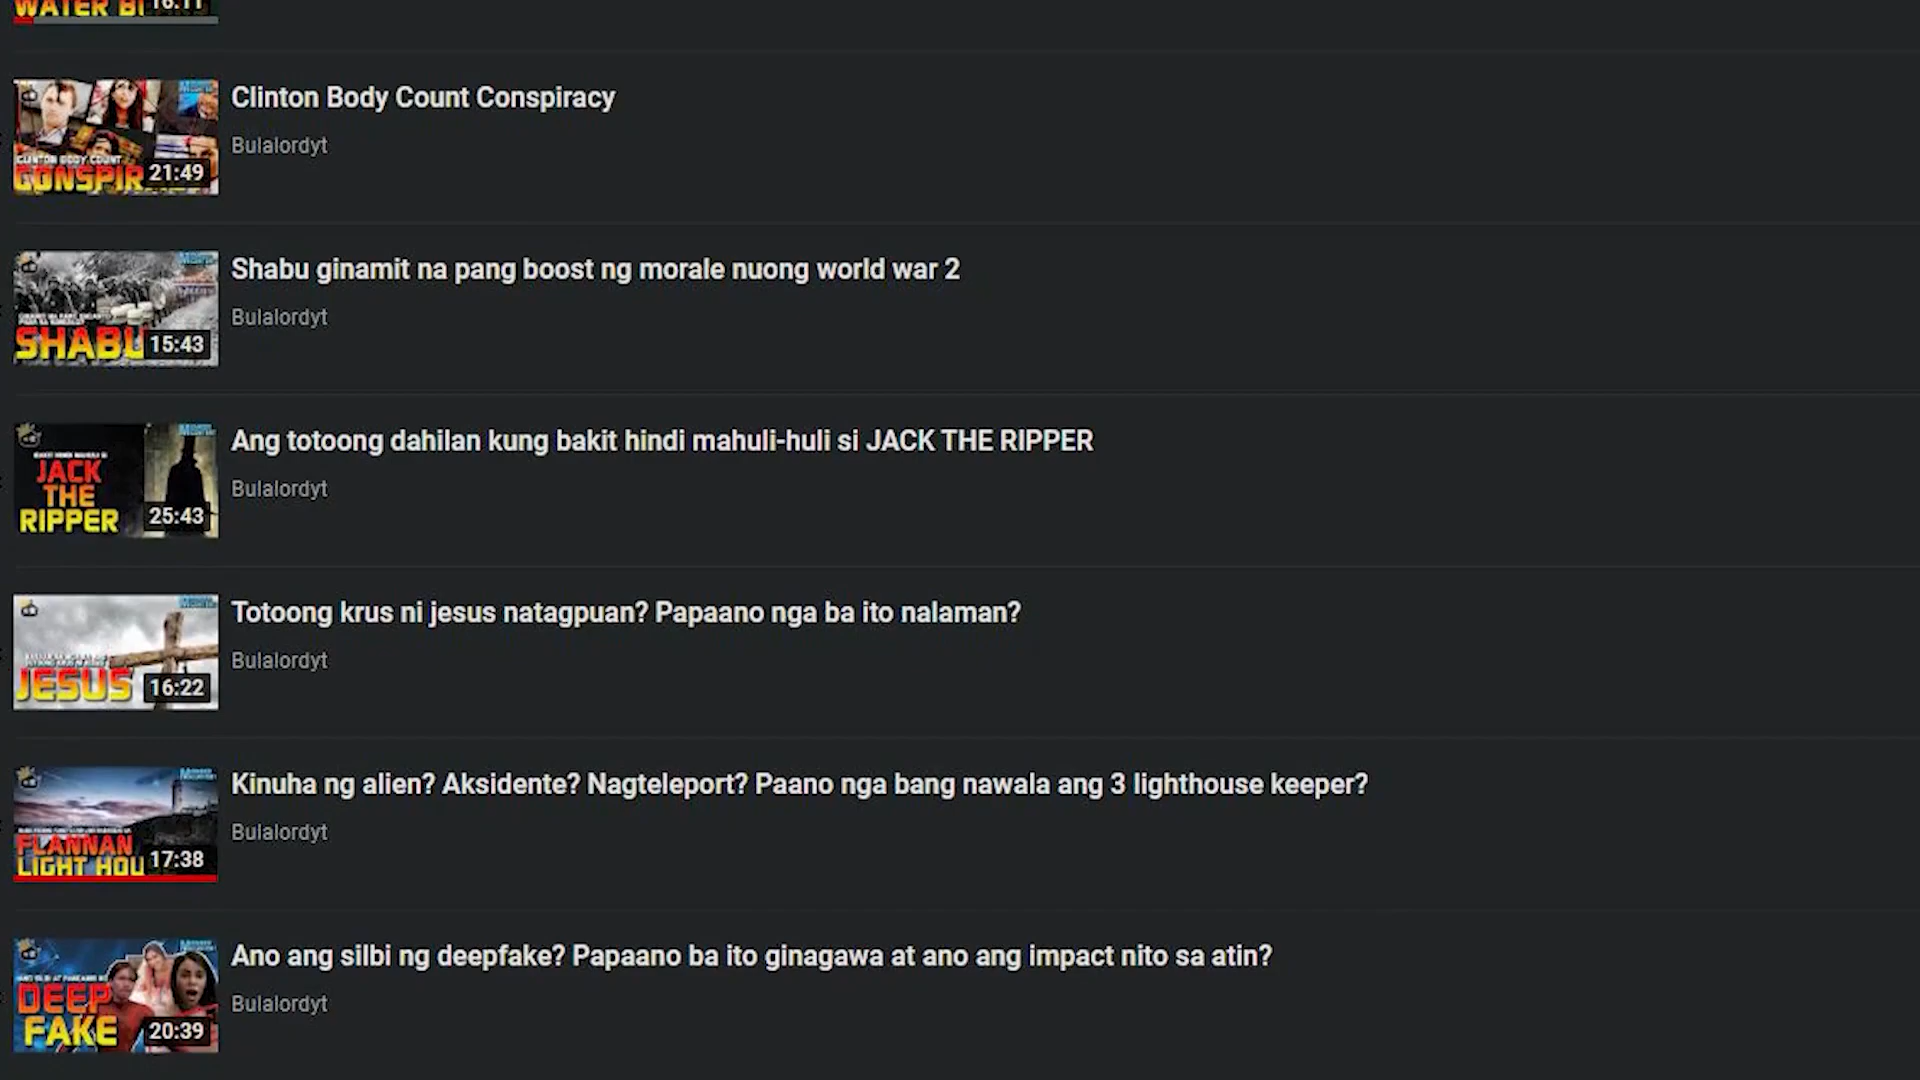 WATER BI
16:11
Clinton Body Count Conspiracy
Bulalordyt
CLINTON BODY COUNT
CONSPIR
21:49
Shabu ginamit na pang boost ng morale nuong world war 2
Bulalordyt
SHABU
15:43
Ang totoong dahilan kung bakit hindi mahuli-huli si JACK THE RIPPER
Bulalordyt
JACK
THE
RIPPER
25:43
Totoong krus ni jesus natagpuan? Papaano nga ba ito nalaman?
Bulalordyt
JESUS
16:22
Kinuha ng alien? Aksidente? Nagteleport? Paano nga bang nawala ang 3 lighthouse keeper?
Bulalordyt
FLANNAN
LIGHT HOU
17:38
Ano ang silbi ng deepfake? Papaano ba ito ginagawa at ano ang impact nito sa atin?
Bulalordyt
DEEP
FAKE
20:39